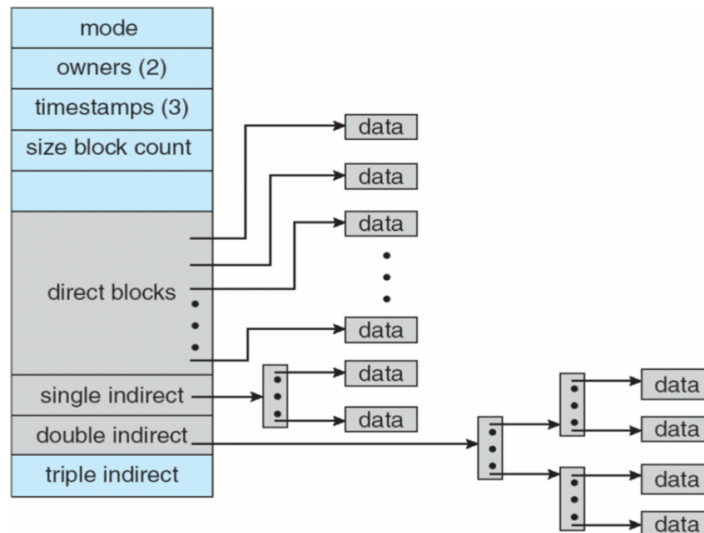 mode
owners (2)
timestamps (3)
size block count
data
data
data
direct blocks
data
single indirect
data
data
double indirect
triple indirect
data
data
data
data